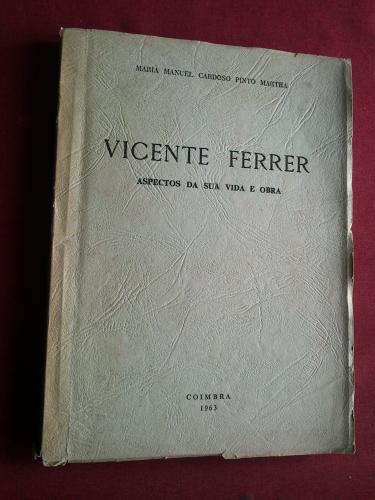 MARIA MANUEL CARDOSO PINTO MARTHA
VICENTE FERRER
ASPECTOS DA SUA VIDA E OBRA
COIMBRA
1963